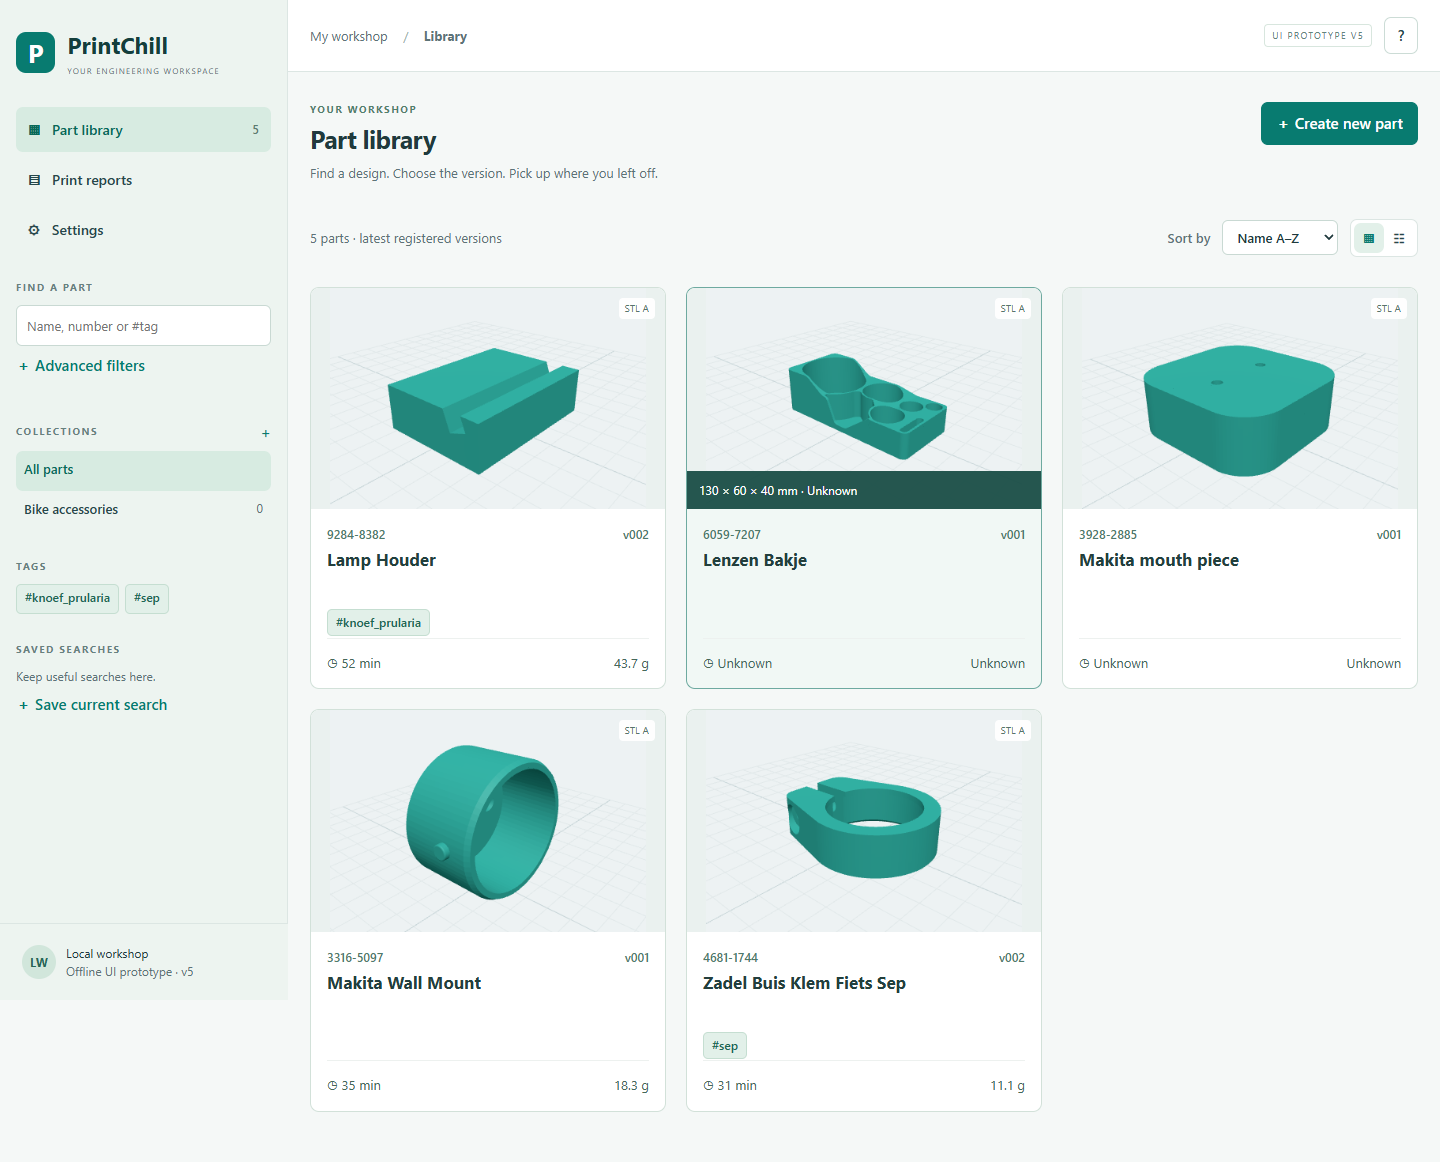 P
PrintChill
YOUR ENGINEERING WORKSPACE
Part library 5
Print reports
Settings
FIND A PART
Name, number or #tag
+ Advanced filters
COLLECTIONS +
All parts
Bike accessories 0
TAGS
#knoef_prularia #sep
SAVED SEARCHES
Keep useful searches here.
+ Save current search
LW
Local workshop
Offline UI prototype · v5
My workshop / Library
UI PROTOTYPE V5 ?
YOUR WORKSHOP
Part library
Find a design. Choose the version. Pick up where you left off.
+ Create new part
5 parts · latest registered versions
Sort by Name A–Z
STL A
9284-8382 v002
Lamp Houder
#knoef_prularia
52 min 43.7 g
STL A
130 × 60 × 40 mm · Unknown
6059-7207 v001
Lenzen Bakje
Unknown Unknown
STL A
3928-2885 v001
Makita mouth piece
Unknown Unknown
STL A
3316-5097 v001
Makita Wall Mount
35 min 18.3 g
STL A
4681-1744 v002
Zadel Buis Klem Fiets Sep
#sep
31 min 11.1 g